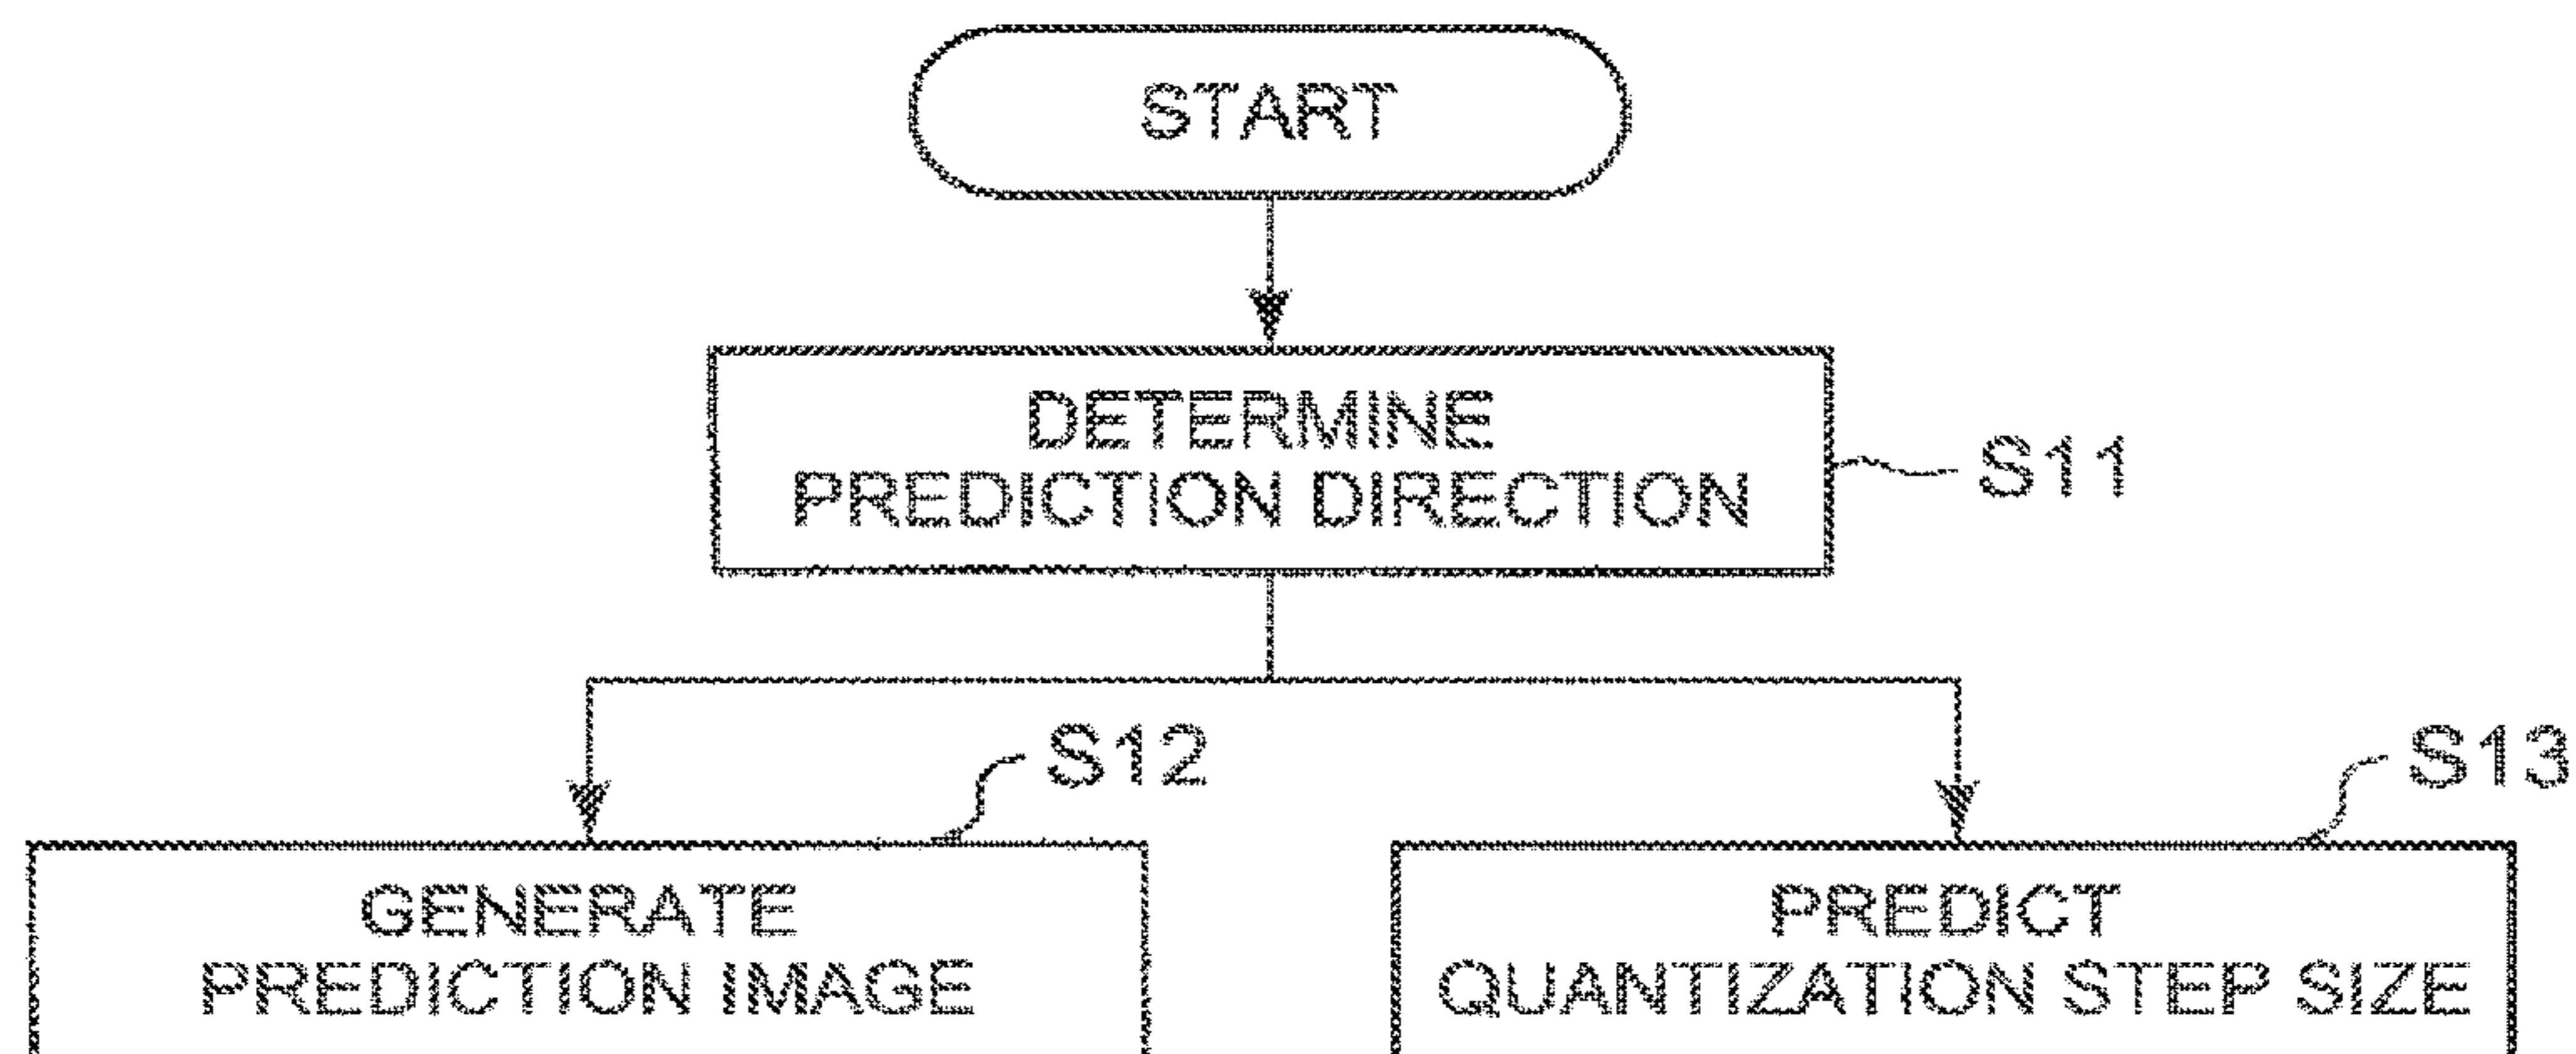 START
DETERMINE
PREDICTION DIRECTION
S11
S12
GENERATE
PREDICTION IMAGE
S13
PREDICT
QUANTIZATION STEP SIZE